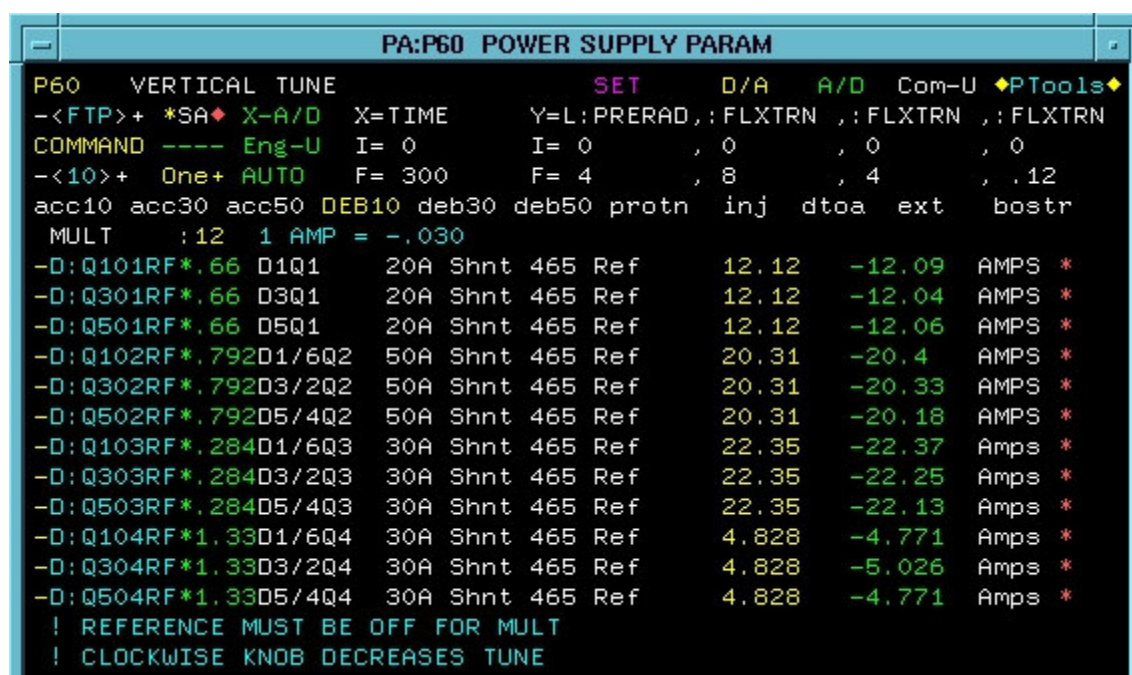 PA:P60 POWER SUPPLY PARAM
P60 VERTICAL TUNE SET D/A A/D Com-U ◆PTools◆
-<FTP>+ *SA◆ X-A/D X=TIME Y=L:PRERAD,:FLXTRN ,:FLXTRN ,:FLXTRN
COMMAND ---- Eng-U I= 0 I= 0 , 0 , 0 , 0
-<10>+ One+ AUTO F= 300 F= 4 , 8 , 4 , .12
acc10 acc30 acc50 DEB10 deb30 deb50 protn inj dtoa ext bostr
MULT :12 1 AMP = -.030
-D:Q101RF*.66 D1Q1 20A Shnt 465 Ref 12.12 -12.09 AMPS *
-D:Q301RF*.66 D3Q1 20A Shnt 465 Ref 12.12 -12.04 AMPS *
-D:Q501RF*.66 D5Q1 20A Shnt 465 Ref 12.12 -12.06 AMPS *
-D:Q102RF*.792D1/6Q2 50A Shnt 465 Ref 20.31 -20.4 AMPS *
-D:Q302RF*.792D3/2Q2 50A Shnt 465 Ref 20.31 -20.33 AMPS *
-D:Q502RF*.792D5/4Q2 50A Shnt 465 Ref 20.31 -20.18 AMPS *
-D:Q103RF*.284D1/6Q3 30A Shnt 465 Ref 22.35 -22.37 Amps *
-D:Q303RF*.284D3/2Q3 30A Shnt 465 Ref 22.35 -22.25 Amps *
-D:Q503RF*.284D5/4Q3 30A Shnt 465 Ref 22.35 -22.13 Amps *
-D:Q104RF*1.33D1/6Q4 30A Shnt 465 Ref 4.828 -4.771 Amps *
-D:Q304RF*1.33D3/2Q4 30A Shnt 465 Ref 4.828 -5.026 Amps *
-D:Q504RF*1.33D5/4Q4 30A Shnt 465 Ref 4.828 -4.771 Amps *
! REFERENCE MUST BE OFF FOR MULT
! CLOCKWISE KNOB DECREASES TUNE